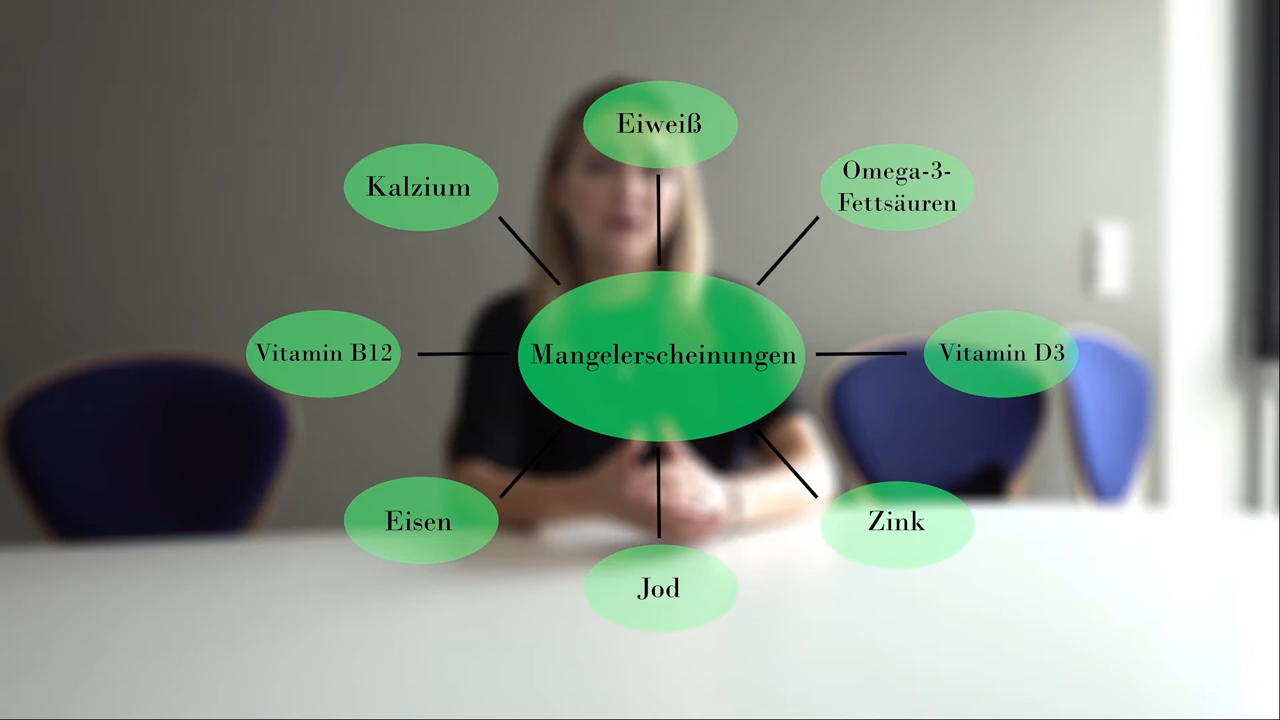 Eiweiß
Kalzium
Omega-3-
Fettsäuren
Vitamin B12
Mangelerscheinungen
Vitamin D3
Eisen
Zink
Jod